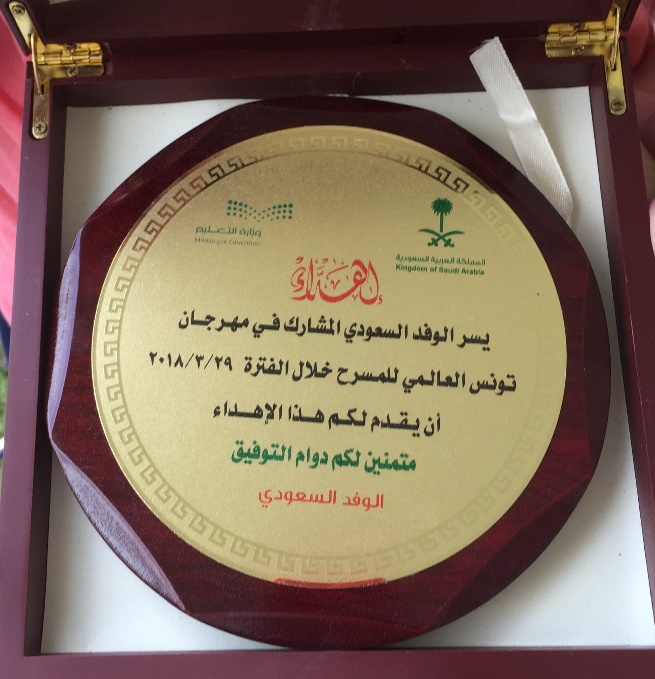 وزارة التعليم
Ministry of Education
المملكة العربية السعودية
Kingdom of Saudi Arabia
إهداء
يسر الوفد السعودي المشارك في مهرجان
تونس العالمي للمسرح خلال الفترة ٢٠١٨/٣/٢٩
أن يقدم لكم هذا الإهداء
متمنين لكم دوام التوفيق
الوفد السعودي